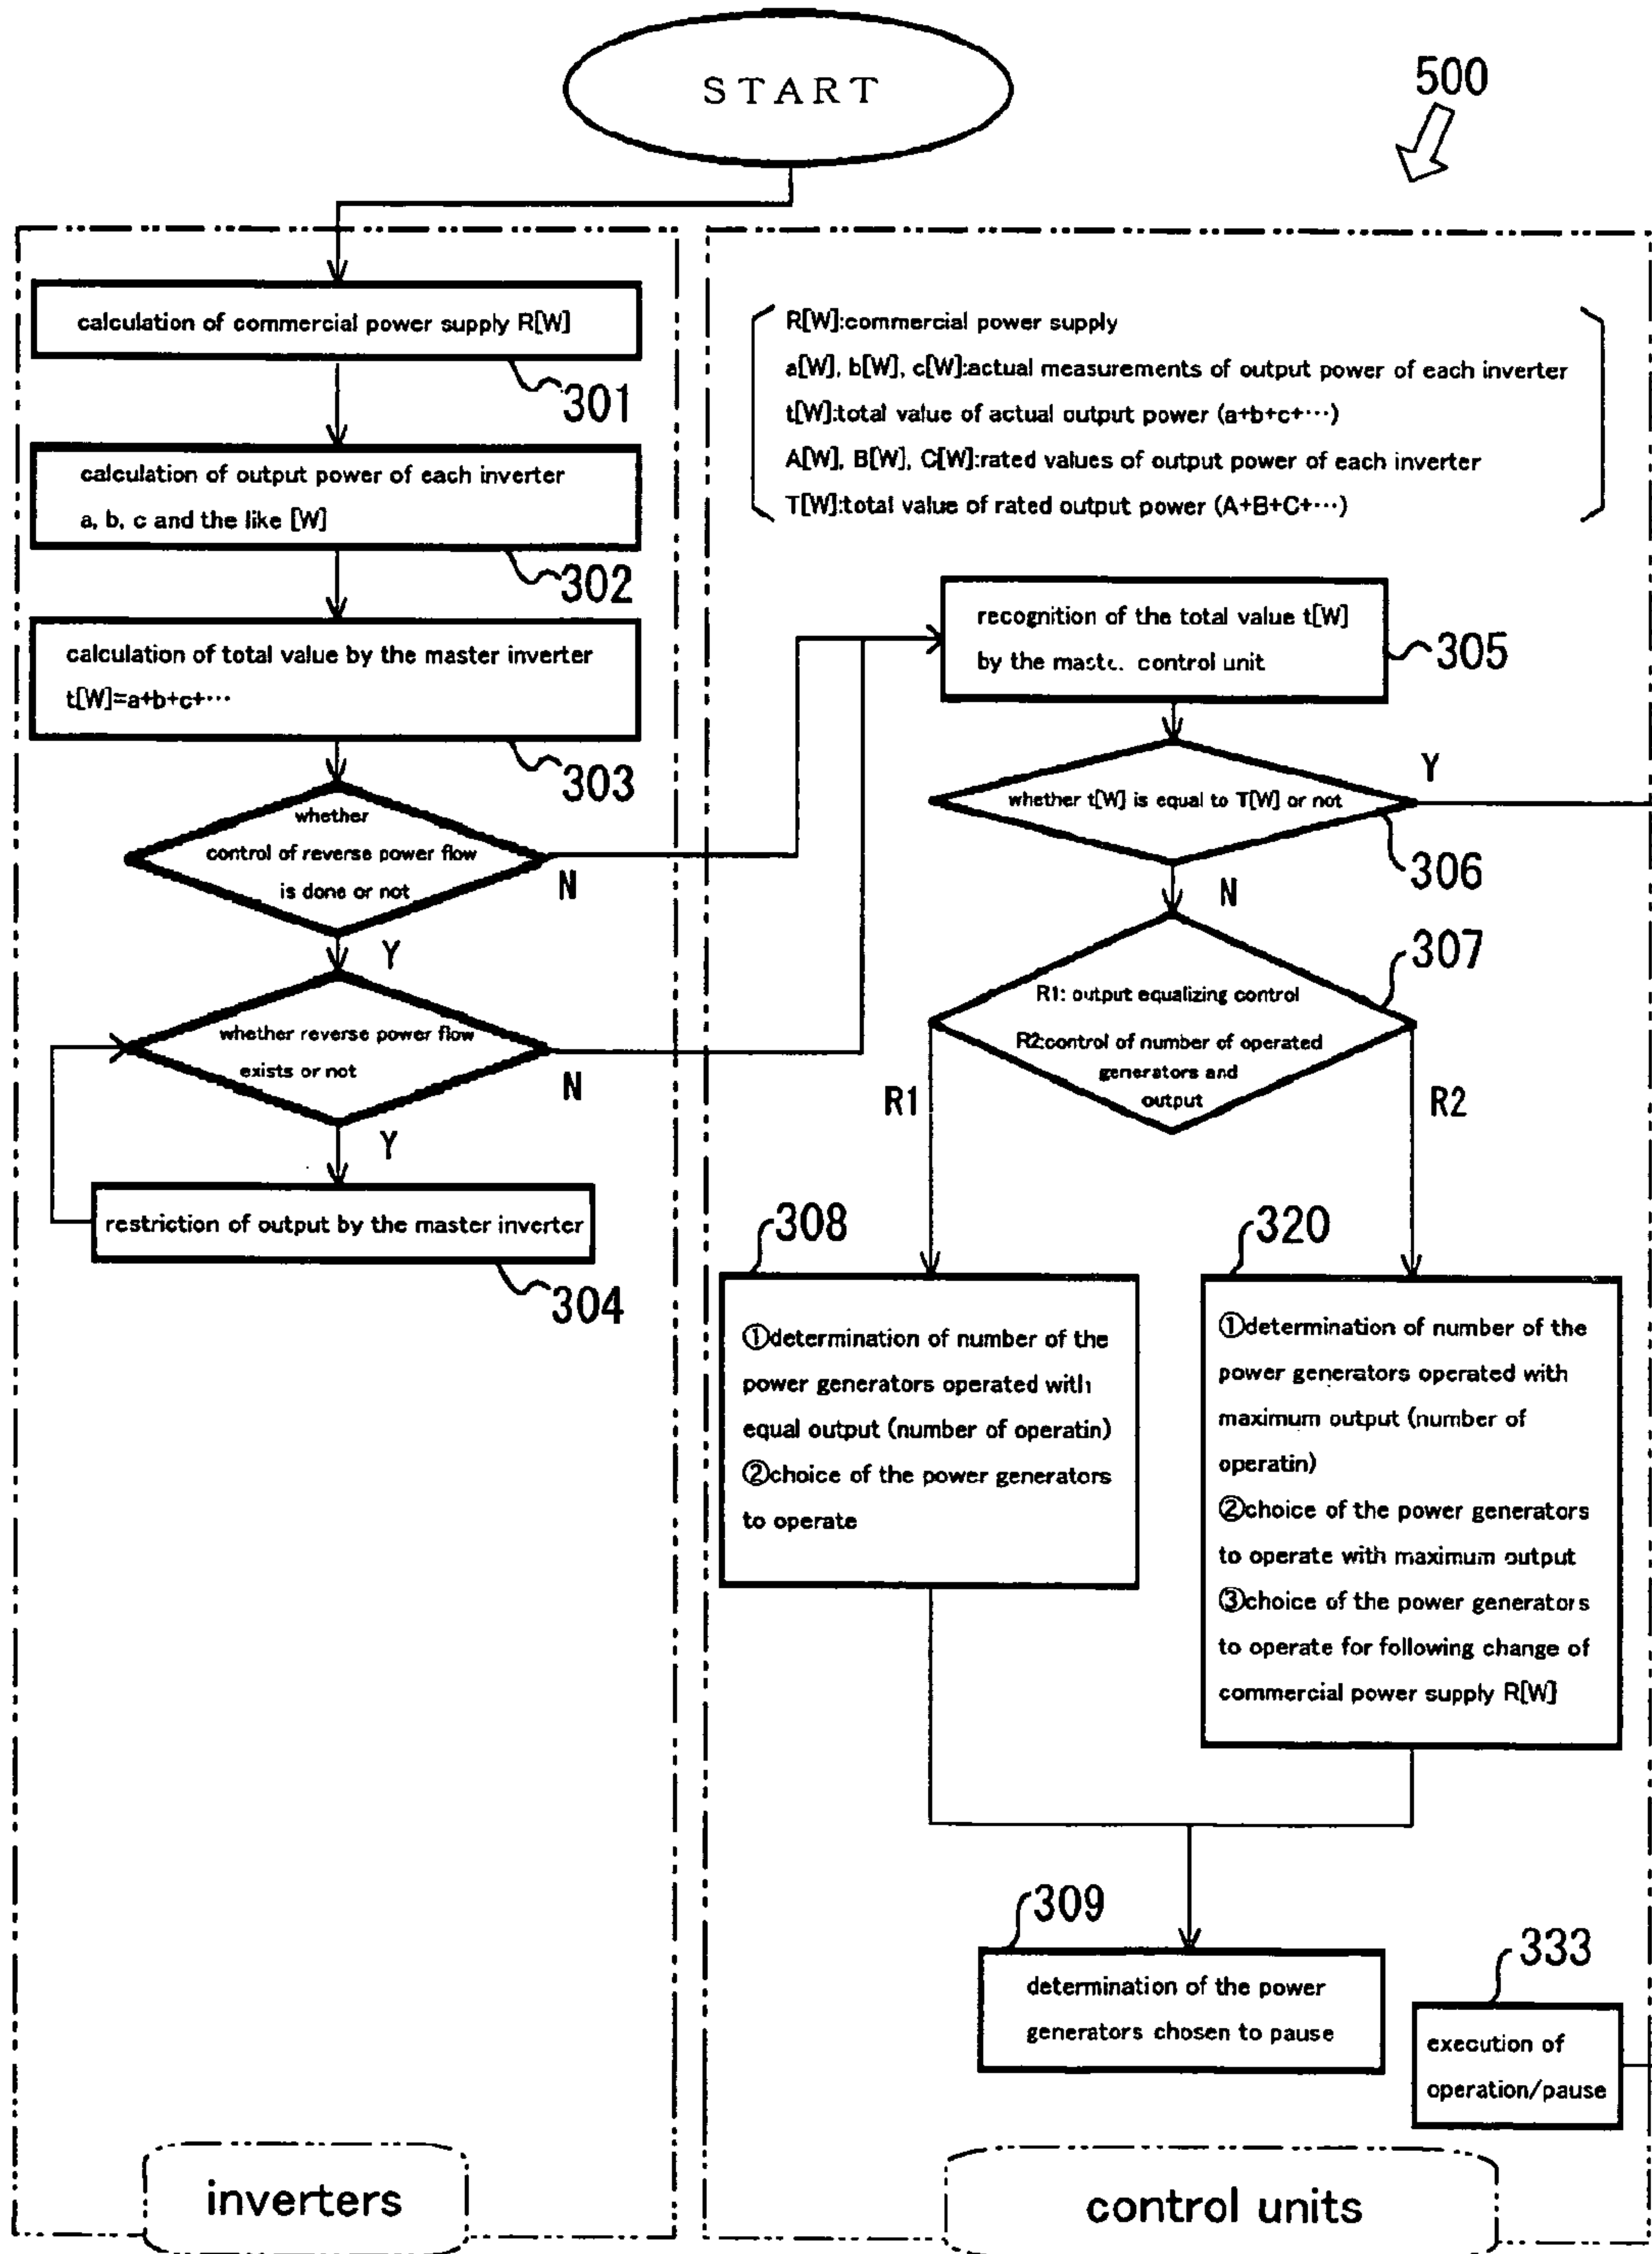 START
500
calculation of commercial power supply R[W]
301
calculation of output power of each inverter
a, b, c and the like [W]
302
calculation of total value by the master inverter
t[W]=a+b+c+···
303
whether
control of reverse power flow
is done or not
N
Y
whether reverse power flow
exists or not
N
Y
restriction of output by the master inverter
304
inverters
R[W]:commercial power supply
a[W], b[W], c[W]:actual measurements of output power of each inverter
t[W]:total value of actual output power (a+b+c+···)
A[W], B[W], C[W]:rated values of output power of each inverter
T[W]:total value of rated output power (A+B+C+···)
recognition of the total value t[W]
by the control unit
305
whether t[W] is equal to T[W] or not
Y
306
N
307
R1: output equalizing control
R2:control of number of operated
generators and
output
R1
R2
308
①determination of number of the
power generators operated with
equal output (number of operatin)
②choice of the power generators
to operate
320
①determination of number of the
power generators operated with
maximum output (number of
operatin)
②choice of the power generators
to operate with maximum output
③choice of the power generators
to operate for following change of
commercial power supply R[W]
309
determination of the power
generators chosen to pause
333
execution of
operation/pause
control units